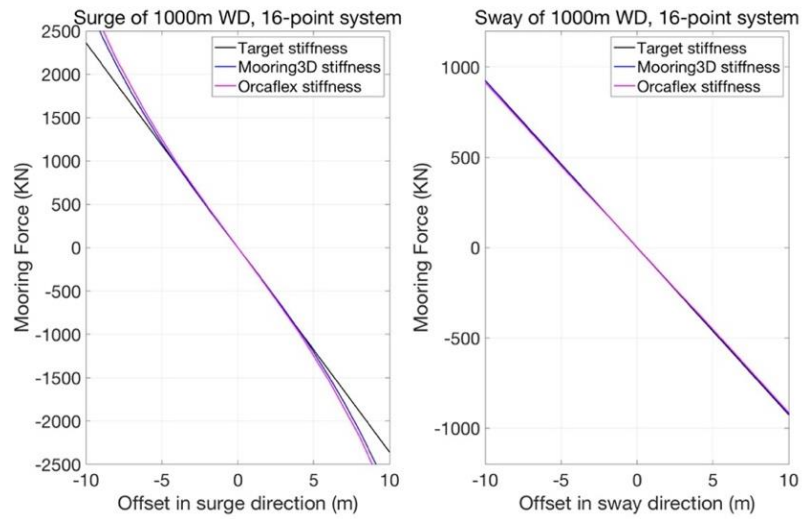 Surge of 1000m WD, 16-point system
2500
2000
1500
1000
500
0
-500
-1000
-1500
-2000
-2500
-10
-5
0
5
10
Mooring Force (KN)
Offset in surge direction (m)
Target stiffness
Mooring3D stiffness
Orcaflex stiffness
Sway of 1000m WD, 16-point system
1000
500
0
-500
-1000
-10
-5
0
5
10
Mooring Force (KN)
Offset in sway direction (m)
Target stiffness
Mooring3D stiffness
Orcaflex stiffness